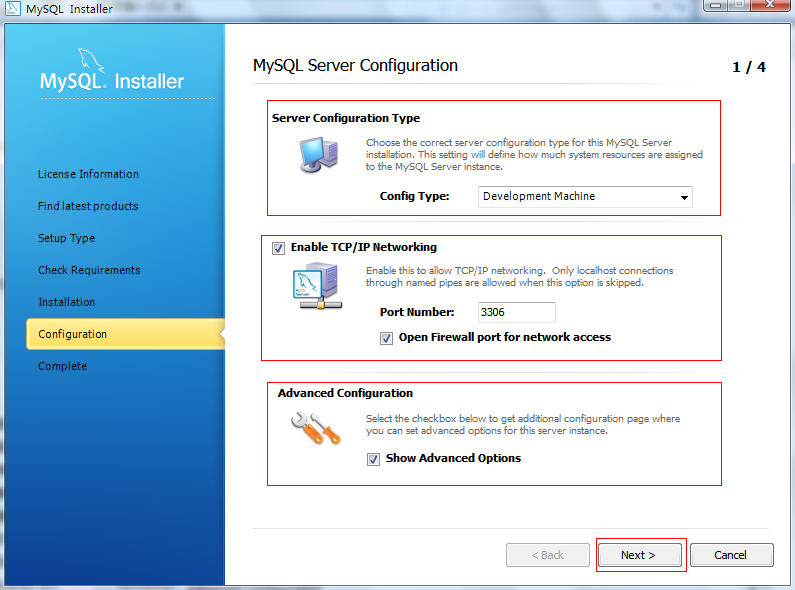 MySQL Installer
MySQL Installer
License Information
Find latest products
Setup Type
Check Requirements
Installation
Configuration
Complete
MySQL Server Configuration
1 / 4
Server Configuration Type
Choose the correct server configuration type for this MySQL Server
installation. This setting will define how much system resources are assigned
to the MySQL Server instance.
Config Type:
Development Machine
Enable TCP/IP Networking
Enable this to allow TCP/IP networking. Only localhost connections
through named pipes are allowed when this option is skipped.
Port Number:
3306
Open Firewall port for network access
Advanced Configuration
Select the checkbox below to get additional configuration page where
you can set advanced options for this server instance.
Show Advanced Options
< Back
Next >
Cancel